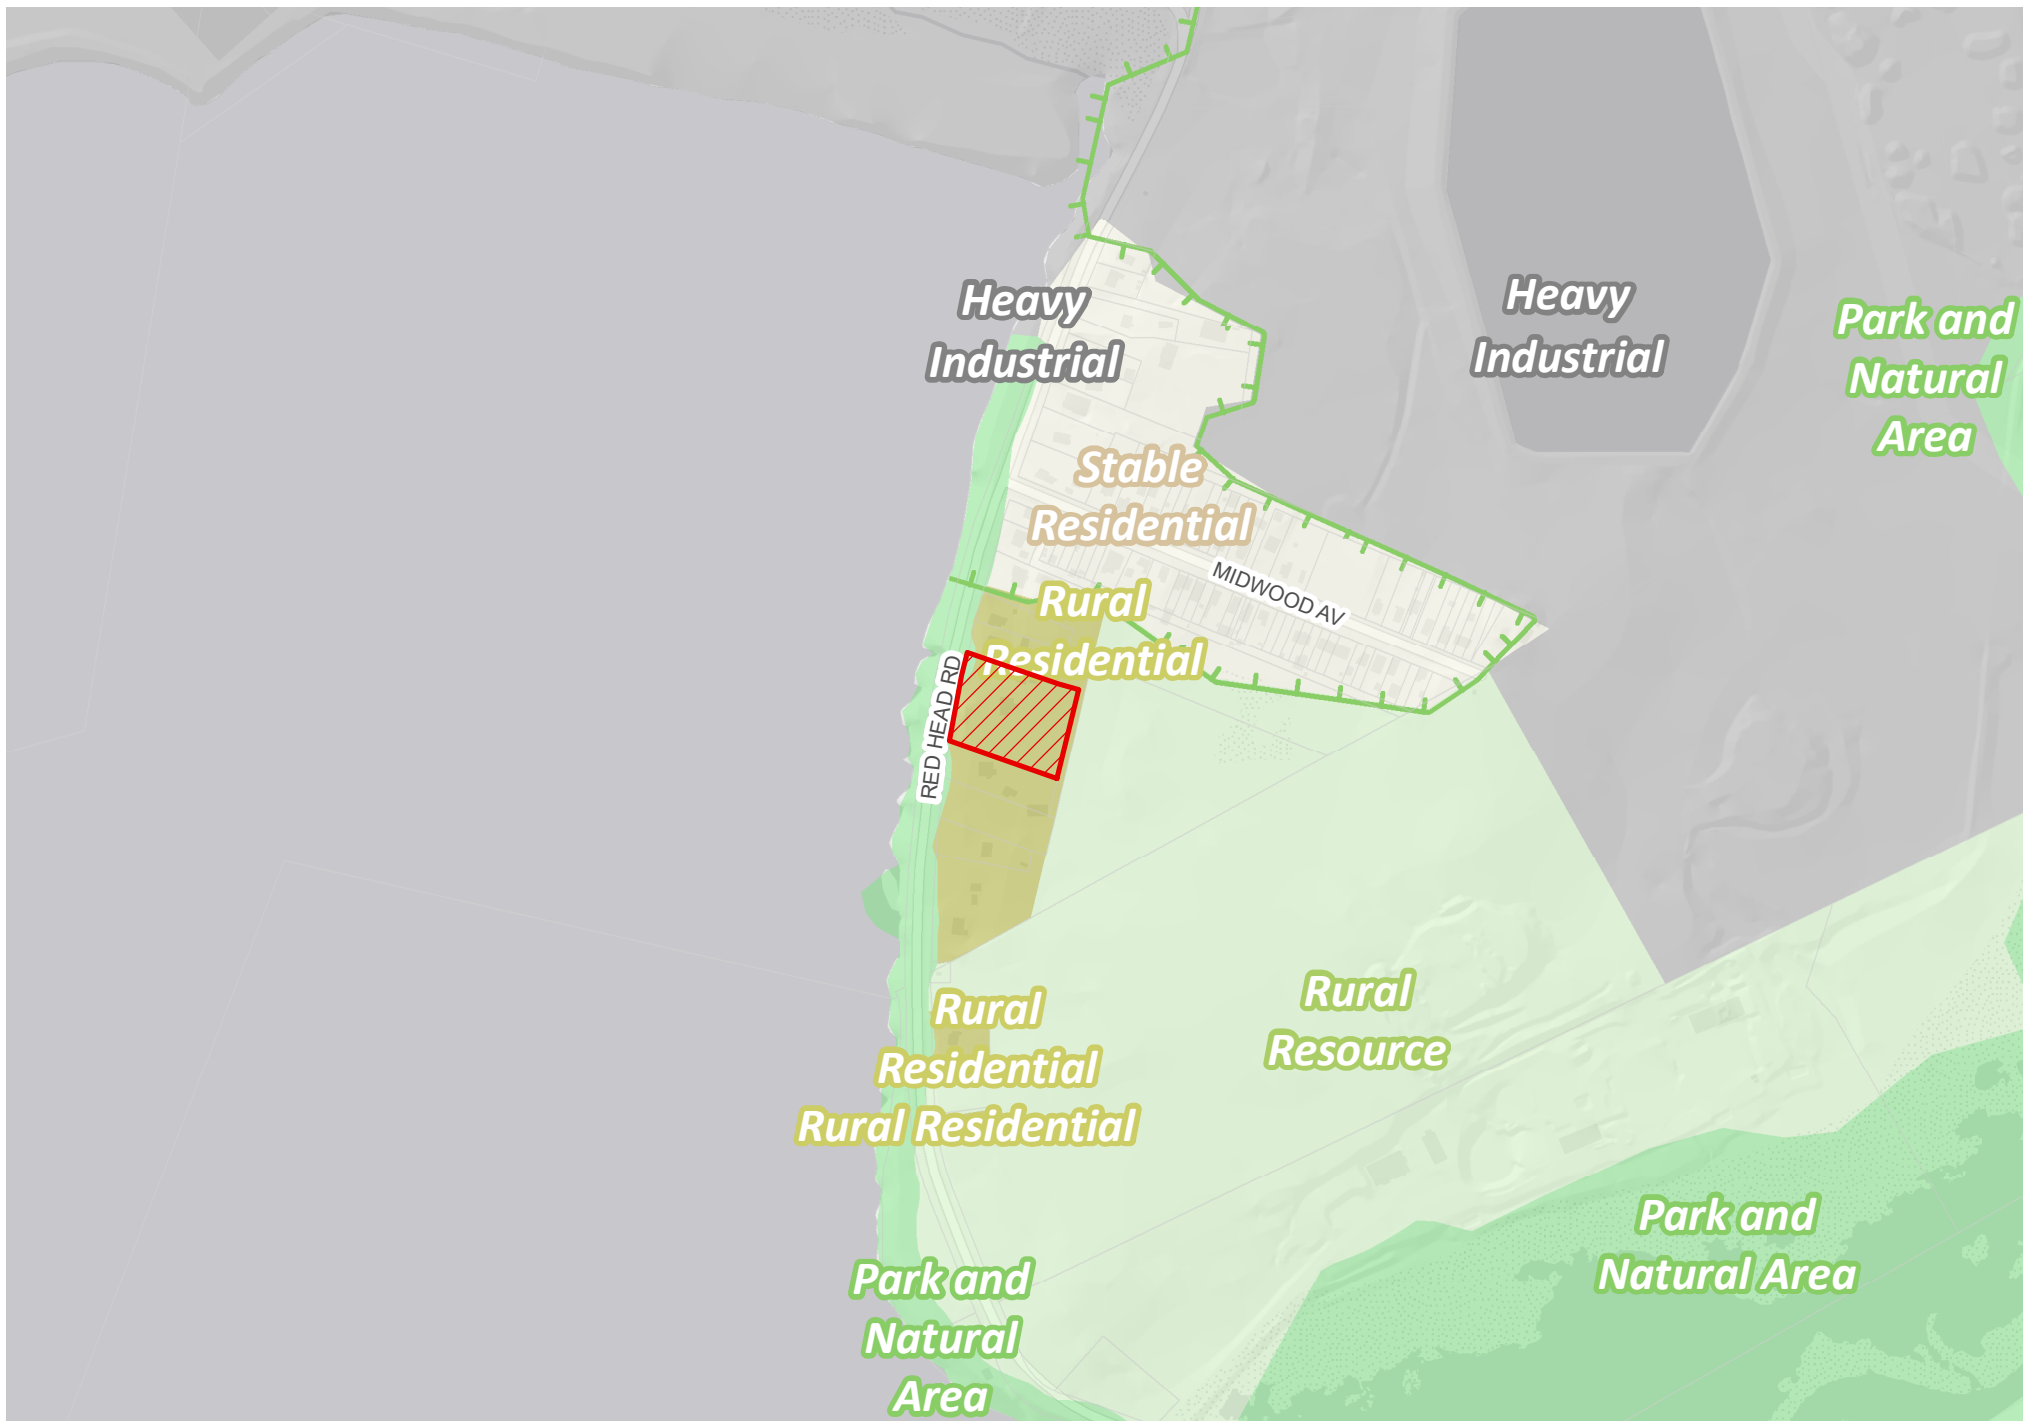 Heavy
Industrial
Heavy
Industrial
Park and
Natural
Area
Stable
Residential
MIDWOOD AV
Rural
Residential
RED HEAD RD
Rural
Residential
Rural Residential
Rural
Resource
Park and
Natural Area
Park and
Natural
Area